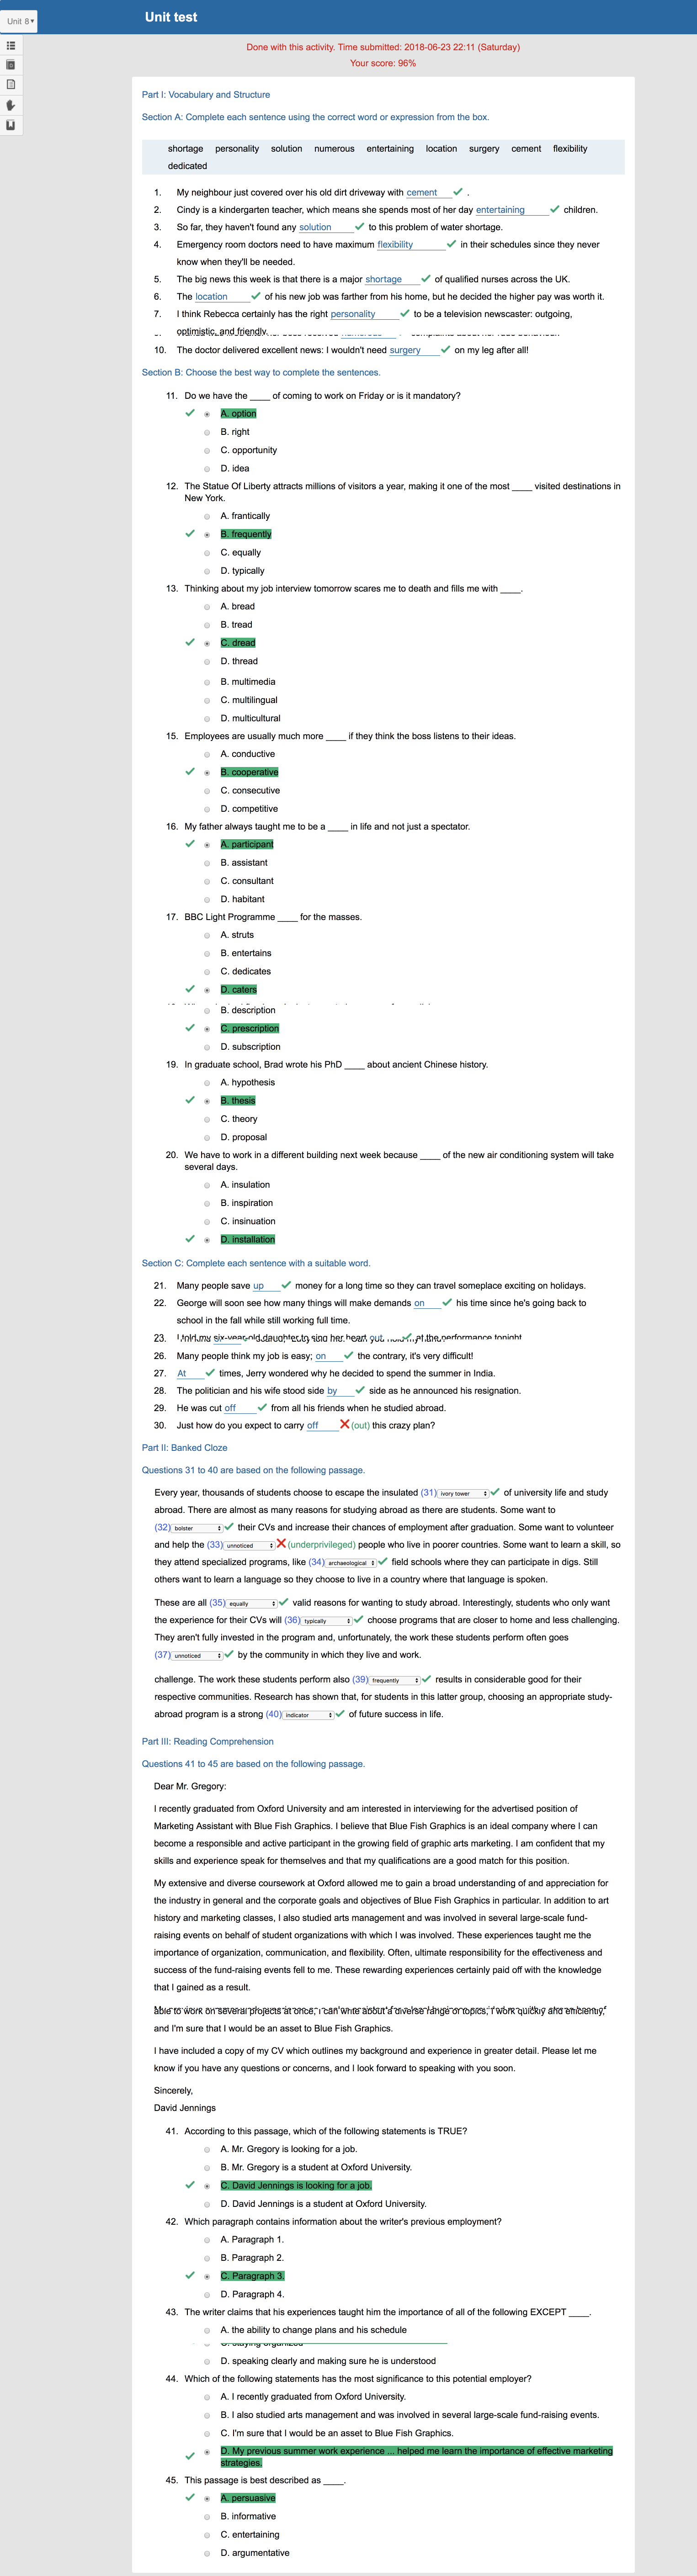 Unit test
Unit 8
Done with this activity. Time submitted: 2018-06-23 22:11 (Saturday)
Your score: 96%
Part I: Vocabulary and Structure
Section A: Complete each sentence using the correct word or expression from the box.
shortage personality solution numerous entertaining location surgery cement flexibility
dedicated
1. My neighbour just covered over his old dirt driveway with cement .
2. Cindy is a kindergarten teacher, which means she spends most of her day entertaining children.
3. So far, they haven't found any solution to this problem of water shortage.
4. Emergency room doctors need to have maximum flexibility in their schedules since they never
know when they'll be needed.
5. The big news this week is that there is a major shortage of qualified nurses across the UK.
6. The location of his new job was farther from his home, but he decided the higher pay was worth it.
7. I think Rebecca certainly has the right personality to be a television newscaster: outgoing,
optimistic, and friendly.
10. The doctor delivered excellent news: I wouldn't need surgery on my leg after all!
Section B: Choose the best way to complete the sentences.
11. Do we have the ____ of coming to work on Friday or is it mandatory?
A. option
B. right
C. opportunity
D. idea
12. The Statue Of Liberty attracts millions of visitors a year, making it one of the most ____ visited destinations in
New York.
A. frantically
B. frequently
C. equally
D. typically
13. Thinking about my job interview tomorrow scares me to death and fills me with ____.
A. bread
B. tread
C. dread
D. thread
B. multimedia
C. multilingual
D. multicultural
15. Employees are usually much more ____ if they think the boss listens to their ideas.
A. conductive
B. cooperative
C. consecutive
D. competitive
16. My father always taught me to be a ____ in life and not just a spectator.
A. participant
B. assistant
C. consultant
D. habitant
17. BBC Light Programme ____ for the masses.
A. struts
B. entertains
C. dedicates
D. caters
B. description
C. prescription
D. subscription
19. In graduate school, Brad wrote his PhD ____ about ancient Chinese history.
A. hypothesis
B. thesis
C. theory
D. proposal
20. We have to work in a different building next week because ____ of the new air conditioning system will take
several days.
A. insulation
B. inspiration
C. insinuation
D. installation
Section C: Complete each sentence with a suitable word.
21. Many people save up money for a long time so they can travel someplace exciting on holidays.
22. George will soon see how many things will make demands on his time since he's going back to
school in the fall while still working full time.
23. I told my six-year-old daughter to sing her heart out at the performance tonight.
26. Many people think my job is easy; on the contrary, it's very difficult!
27. At times, Jerry wondered why he decided to spend the summer in India.
28. The politician and his wife stood side by side as he announced his resignation.
29. He was cut off from all his friends when he studied abroad.
30. Just how do you expect to carry off (out) this crazy plan?
Part II: Banked Cloze
Questions 31 to 40 are based on the following passage.
Every year, thousands of students choose to escape the insulated (31) ivory tower of university life and study
abroad. There are almost as many reasons for studying abroad as there are students. Some want to
(32) bolster their CVs and increase their chances of employment after graduation. Some want to volunteer
and help the (33) unnoticed (underprivileged) people who live in poorer countries. Some want to learn a skill, so
they attend specialized programs, like (34) archaeological field schools where they can participate in digs. Still
others want to learn a language so they choose to live in a country where that language is spoken.
These are all (35) equally valid reasons for wanting to study abroad. Interestingly, students who only want
the experience for their CVs will (36) typically choose programs that are closer to home and less challenging.
They aren't fully invested in the program and, unfortunately, the work these students perform often goes
(37) unnoticed by the community in which they live and work.
challenge. The work these students perform also (39) frequently results in considerable good for their
respective communities. Research has shown that, for students in this latter group, choosing an appropriate study-
abroad program is a strong (40) indicator of future success in life.
Part III: Reading Comprehension
Questions 41 to 45 are based on the following passage.
Dear Mr. Gregory:
I recently graduated from Oxford University and am interested in interviewing for the advertised position of
Marketing Assistant with Blue Fish Graphics. I believe that Blue Fish Graphics is an ideal company where I can
become a responsible and active participant in the growing field of graphic arts marketing. I am confident that my
skills and experience speak for themselves and that my qualifications are a good match for this position.
My extensive and diverse coursework at Oxford allowed me to gain a broad understanding of and appreciation for
the industry in general and the corporate goals and objectives of Blue Fish Graphics in particular. In addition to art
history and marketing classes, I also studied arts management and was involved in several large-scale fund-
raising events on behalf of student organizations with which I was involved. These experiences taught me the
importance of organization, communication, and flexibility. Often, ultimate responsibility for the effectiveness and
success of the fund-raising events fell to me. These rewarding experiences certainly paid off with the knowledge
that I gained as a result.
able to work on several projects at once, I can write about a diverse range of topics, I work quickly and efficiently,
and I'm sure that I would be an asset to Blue Fish Graphics.
I have included a copy of my CV which outlines my background and experience in greater detail. Please let me
know if you have any questions or concerns, and I look forward to speaking with you soon.
Sincerely,
David Jennings
41. According to this passage, which of the following statements is TRUE?
A. Mr. Gregory is looking for a job.
B. Mr. Gregory is a student at Oxford University.
C. David Jennings is looking for a job.
D. David Jennings is a student at Oxford University.
42. Which paragraph contains information about the writer's previous employment?
A. Paragraph 1.
B. Paragraph 2.
C. Paragraph 3.
D. Paragraph 4.
43. The writer claims that his experiences taught him the importance of all of the following EXCEPT ____.
A. the ability to change plans and his schedule
C. staying organized
D. speaking clearly and making sure he is understood
44. Which of the following statements has the most significance to this potential employer?
A. I recently graduated from Oxford University.
B. I also studied arts management and was involved in several large-scale fund-raising events.
C. I'm sure that I would be an asset to Blue Fish Graphics.
D. My previous summer work experience ... helped me learn the importance of effective marketing
strategies.
45. This passage is best described as ____.
A. persuasive
B. informative
C. entertaining
D. argumentative